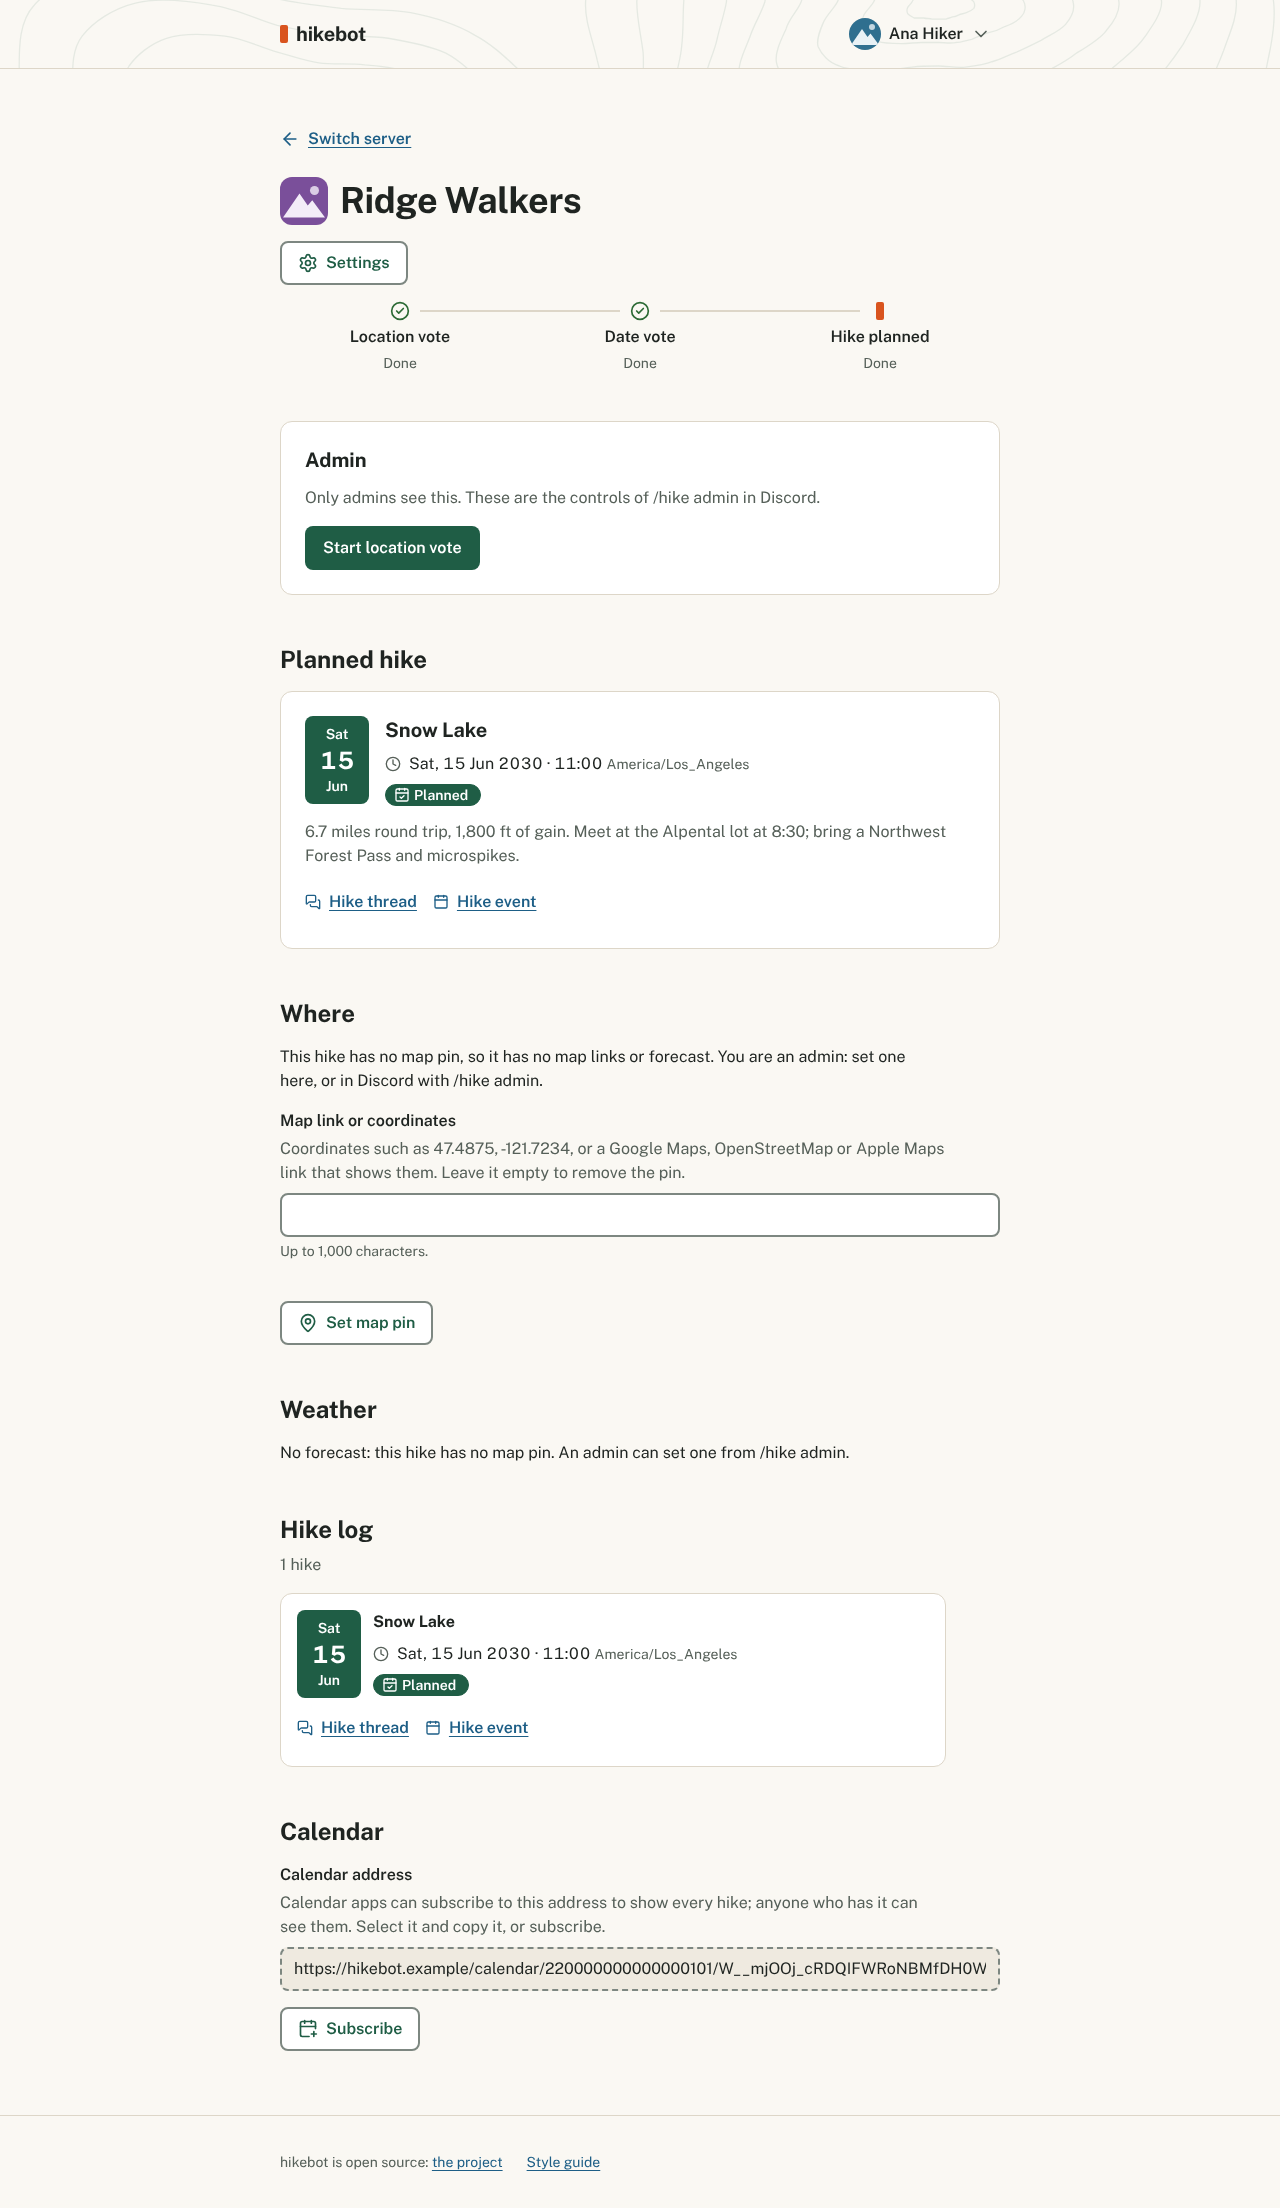 hikebot
Ana Hiker
Switch server
Ridge Walkers
Settings
Location vote
Done
Date vote
Done
Hike planned
Done
Admin
Only admins see this. These are the controls of /hike admin in Discord.
Start location vote
Planned hike
Sat
15
Jun
Snow Lake
Sat, 15 Jun 2030 · 11:00 America/Los_Angeles
Planned
6.7 miles round trip, 1,800 ft of gain. Meet at the Alpental lot at 8:30; bring a Northwest
Forest Pass and microspikes.
Hike thread Hike event
Where
This hike has no map pin, so it has no map links or forecast. You are an admin: set one
here, or in Discord with /hike admin.
Map link or coordinates
Coordinates such as 47.4875, -121.7234, or a Google Maps, OpenStreetMap or Apple Maps
link that shows them. Leave it empty to remove the pin.
Up to 1,000 characters.
Set map pin
Weather
No forecast: this hike has no map pin. An admin can set one from /hike admin.
Hike log
1 hike
Sat
15
Jun
Snow Lake
Sat, 15 Jun 2030 · 11:00 America/Los_Angeles
Planned
Hike thread Hike event
Calendar
Calendar address
Calendar apps can subscribe to this address to show every hike; anyone who has it can
see them. Select it and copy it, or subscribe.
https://hikebot.example/calendar/220000000000000101/W__mjOOj_cRDQIFWRoNBMfDH0W
Subscribe
hikebot is open source: the project Style guide